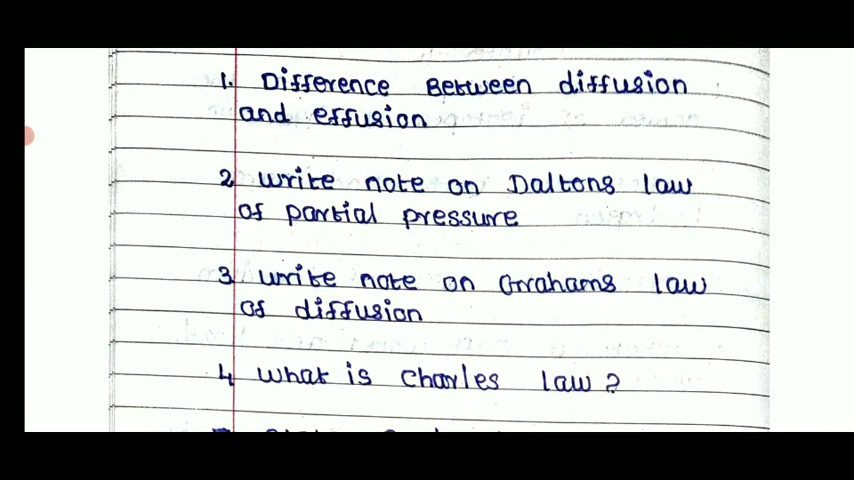 1. Difference Between diffusion
and effusion
2 write note on Daltons law
of partial pressure
3 write note on Grahams law
of diffusion
4 what is charles law?